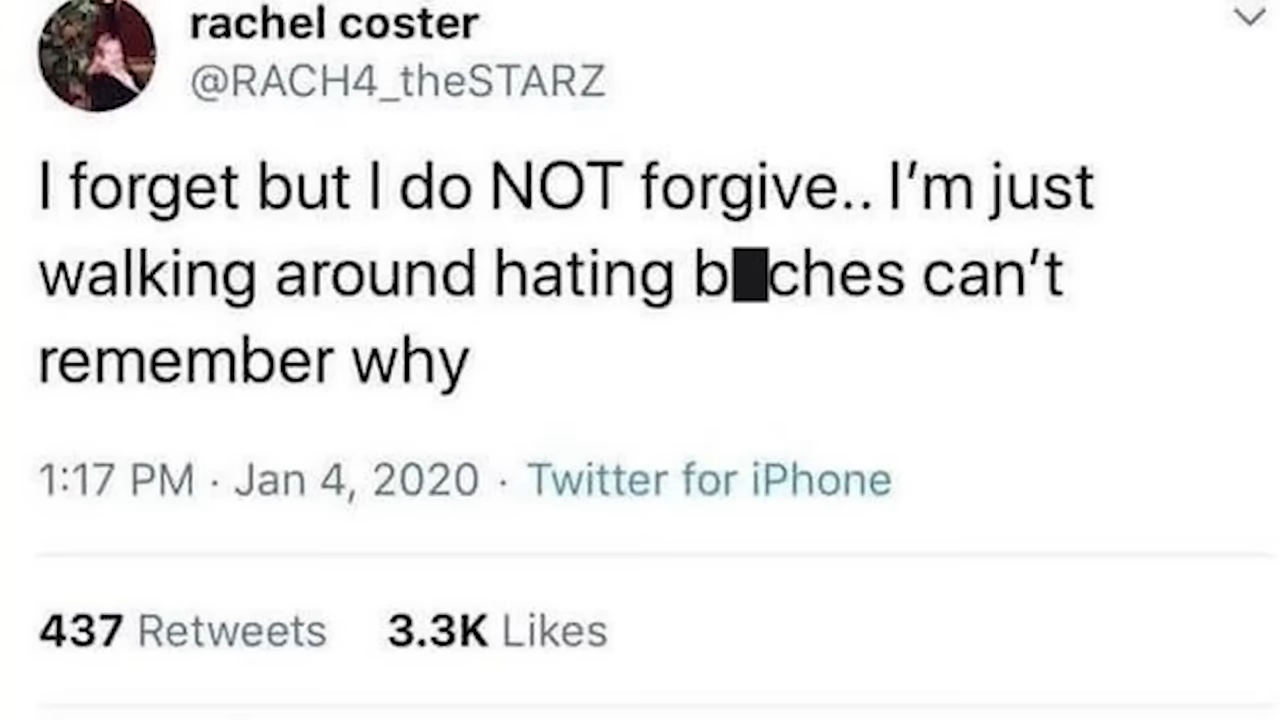 rachel coster
@RACH4_theSTARZ
I forget but I do NOT forgive.. I'm just
walking around hating b█ches can't
remember why
1:17 PM · Jan 4, 2020 · Twitter for iPhone
437 Retweets 3.3K Likes